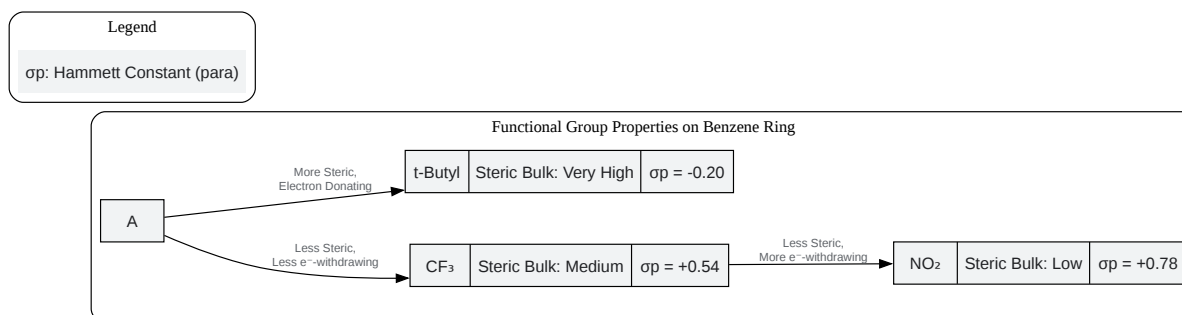 Legend
σp: Hammett Constant (para)
Functional Group Properties on Benzene Ring
A
More Steric,
Electron Donating
t-Butyl
Steric Bulk: Very High
σp = -0.20
Less Steric,
Less e⁻-withdrawing
CF₃
Steric Bulk: Medium
σp = +0.54
Less Steric,
More e⁻-withdrawing
NO₂
Steric Bulk: Low
σp = +0.78